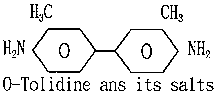 H₃C CH₃
H₂N O O NH₂
O-Tolidine ans its salts